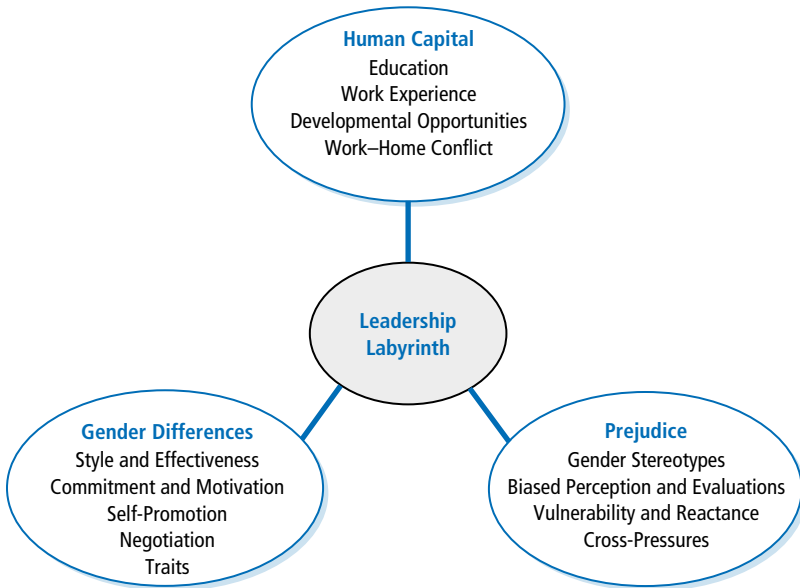 Human Capital
Education
Work Experience
Developmental Opportunities
Work–Home Conflict
Leadership
Labyrinth
Gender Differences
Style and Effectiveness
Commitment and Motivation
Self-Promotion
Negotiation
Traits
Prejudice
Gender Stereotypes
Biased Perception and Evaluations
Vulnerability and Reactance
Cross-Pressures